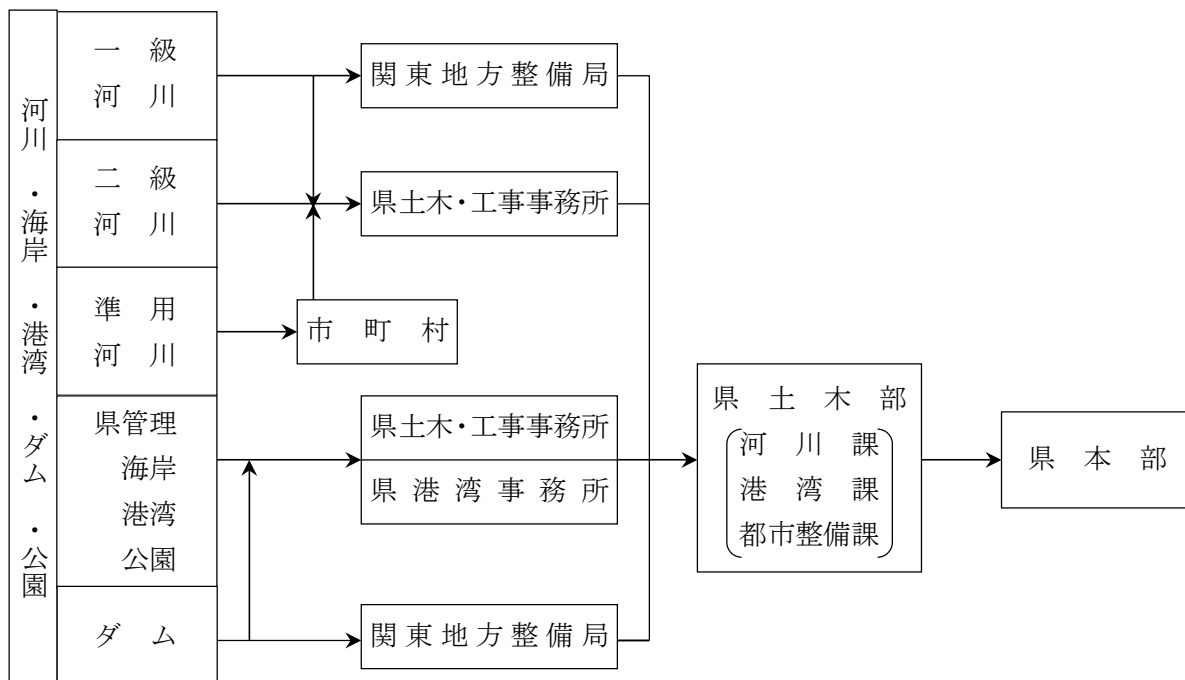 河川・海岸・港湾・ダム・公園
一級
河川
二級
河川
準用
河川
県管理
海岸
港湾
公園
ダム
関東地方整備局
県土木・工事事務所
市町村
県土木・工事事務所
県港湾事務所
関東地方整備局
県土木部
河川課
港湾課
都市整備課
県本部